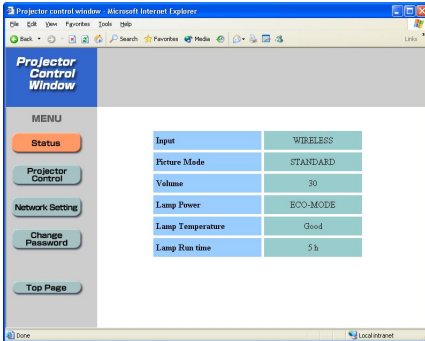 Projector control window - Microsoft Internet Explorer
File Edit View Favorites Tools Help
Back Search Favorites Media Links
Projector
Control
Window
MENU
Status
Projector
Control
Network Setting
Change
Password
Top Page
Input WIRELESS
Picture Mode STANDARD
Volume 30
Lamp Power ECO-MODE
Lamp Temperature Good
Lamp Run time 5 h
Done Local intranet